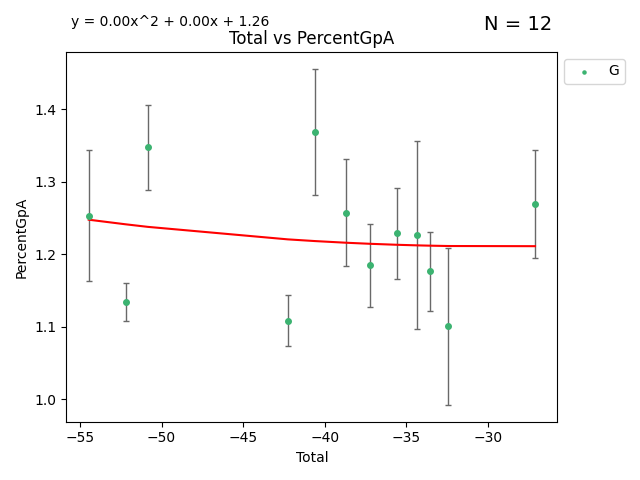 y = 0.00x^2 + 0.00x + 1.26
N = 12
Total vs PercentGpA
G
PercentGpA
1.4
1.3
1.2
1.1
1.0
−55
−50
−45
−40
−35
−30
Total